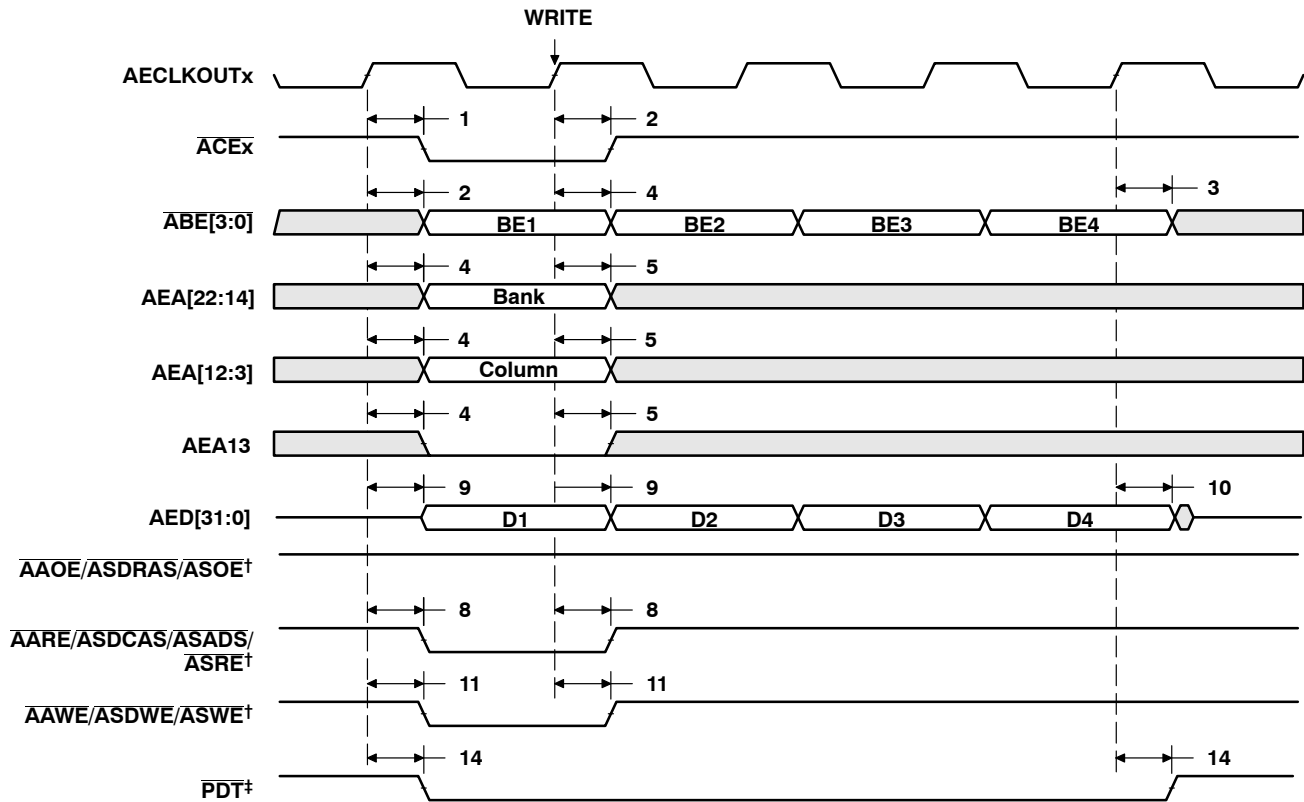 WRITE
AECLKOUTx
1 2
ACEx
2 4 3
ABE[3:0] BE1 BE2 BE3 BE4
4 5
AEA[22:14] Bank
4 5
AEA[12:3] Column
4 5
AEA13
9 9 10
AED[31:0] D1 D2 D3 D4
AAOE/ASDRAS/ASOE†
8 8
AARE/ASDCAS/ASADS/
ASRE†
11 11
AAWE/ASDWE/ASWE†
14 14
PDT‡